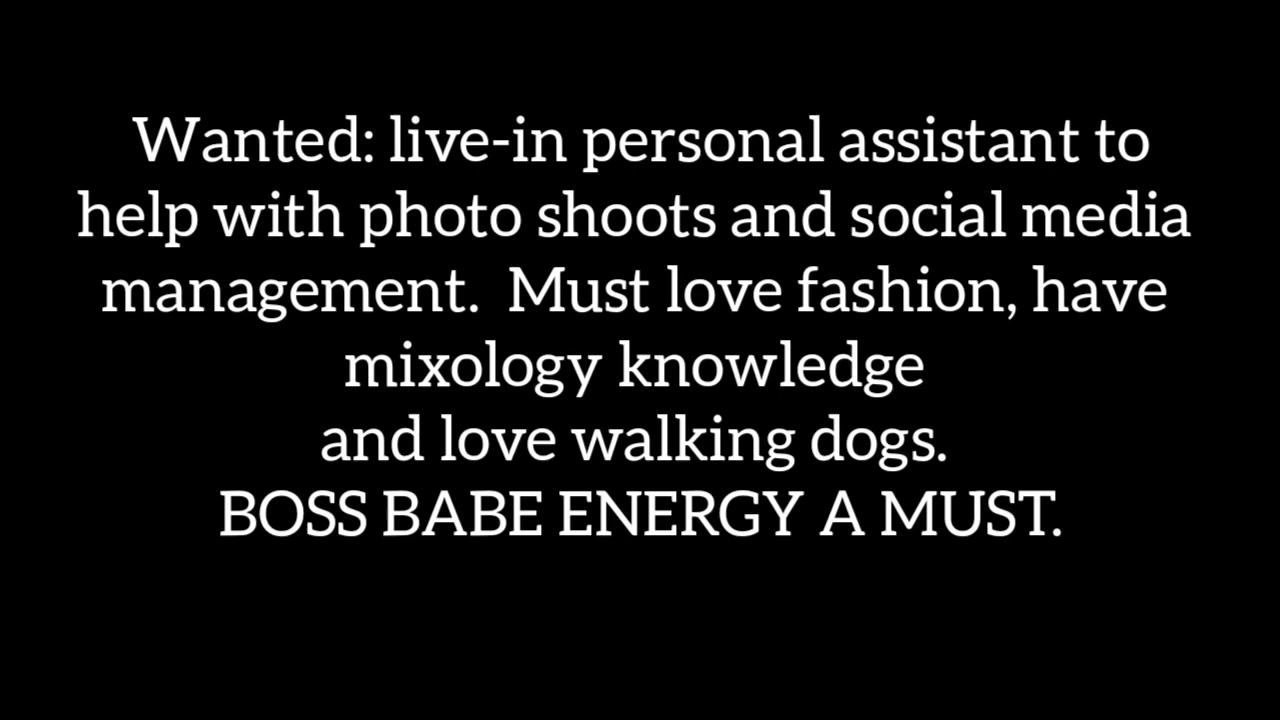 Wanted: live-in personal assistant to
help with photo shoots and social media
management.  Must love fashion, have
mixology knowledge
and love walking dogs.
BOSS BABE ENERGY A MUST.